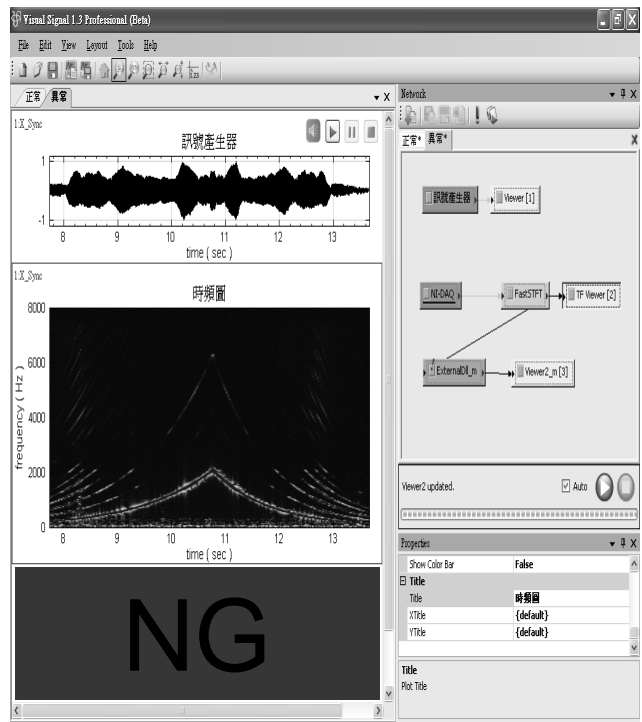 Visual Signal 1.3 Professional (Beta)
File Edit View Layout Tools Help
正常 異常
1:X_Sync
訊號產生器
1
-1
8 9 10 11 12 13
time ( sec )
1:X_Sync
時頻圖
8000
6000
4000
2000
0
frequency ( Hz )
8 9 10 11 12 13
time ( sec )
NG
Network
正常* 異常*
訊號產生器
Viewer [1]
NI-DAQ
FastSTFT
TF Viewer [2]
ExternalDll_m
Viewer2_m [3]
Viewer2 updated.
Auto
Properties
Show Color Bar False
Title
Title 時頻圖
XTitle {default}
YTitle {default}
Title
Plot Title